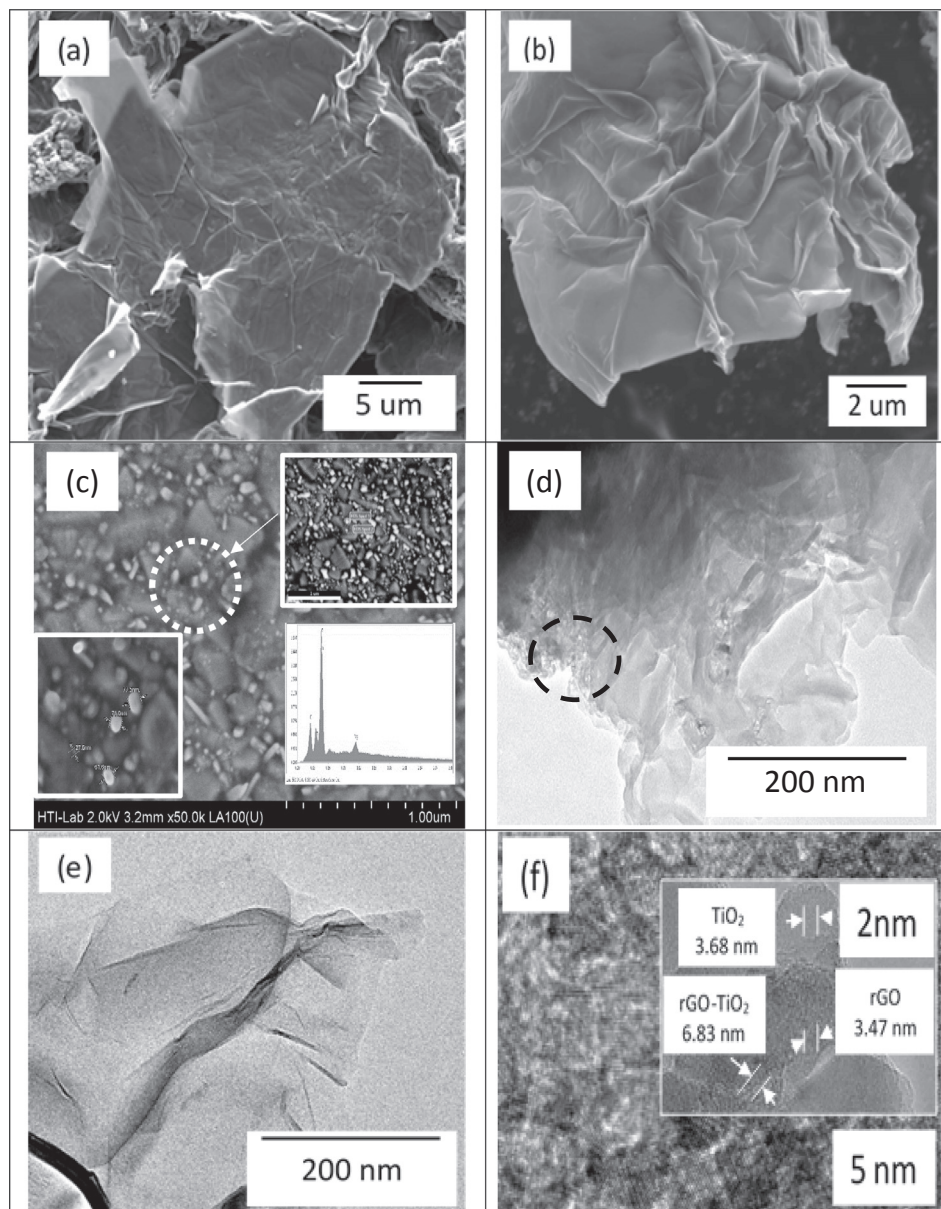 (a)
5 um
(b)
2 um
(c)
HTI-Lab 2.0kV 3.2mm x50.0k LA100(U)
1.00um
(d)
200 nm
(e)
200 nm
(f)
TiO₂
3.68 nm
2nm
rGO-TiO₂
6.83 nm
rGO
3.47 nm
5 nm